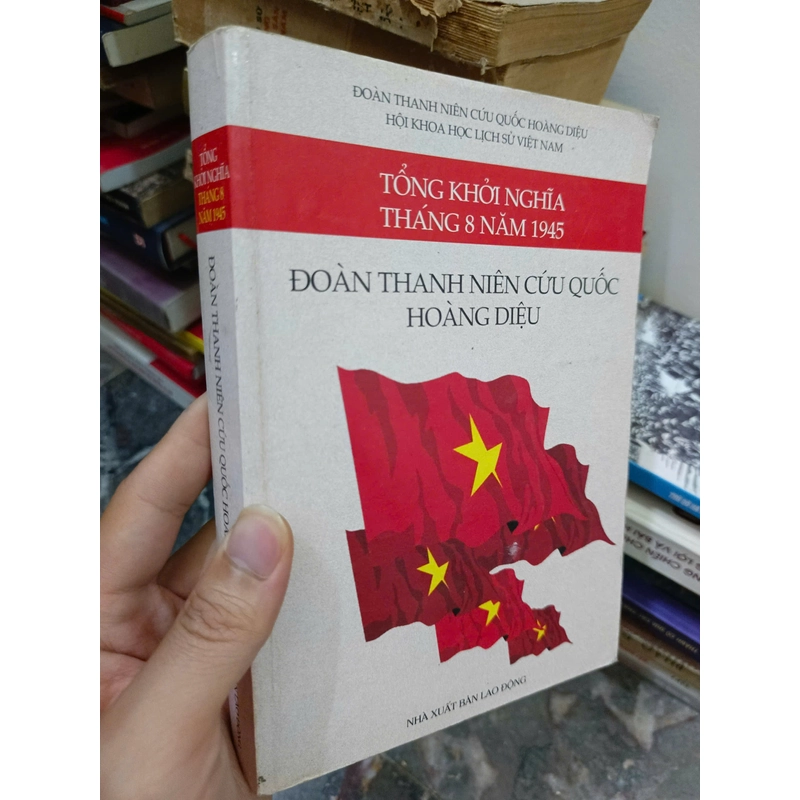 ĐOÀN THANH NIÊN CỨU QUỐC HOÀNG DIỆU
HỘI KHOA HỌC LỊCH SỬ VIỆT NAM
TỔNG KHỞI NGHĨA
THÁNG 8 NĂM 1945
ĐOÀN THANH NIÊN CỨU QUỐC
HOÀNG DIỆU
NHÀ XUẤT BẢN LAO ĐỘNG
TỔNG
KHỞI NGHĨA
THANG 8
NĂM 1945
ĐOÀN THANH NIÊN CỨU QUỐC HOÀ